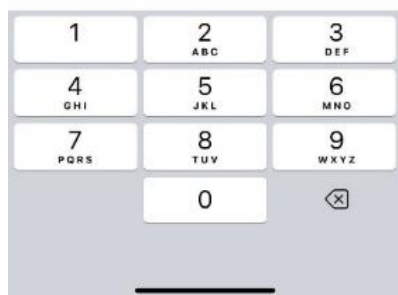 1 2 3
ABC DEF
4 5 6
GHI JKL MNO
7 8 9
PQRS TUV WXYZ
0